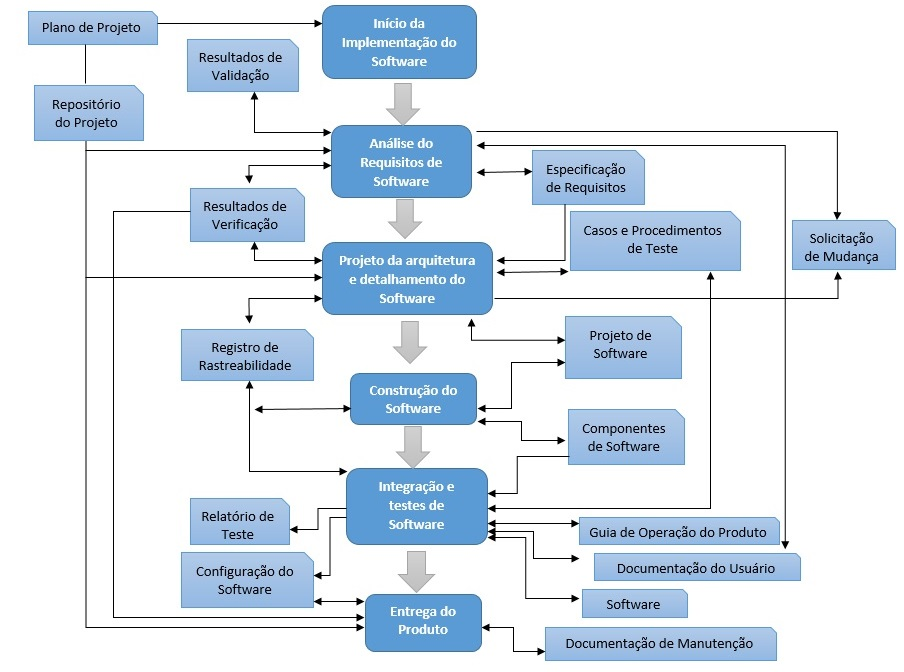 Plano de Projeto
Início da
Implementação do
Software
Resultados de
Validação
Repositório
do Projeto
Análise do
Requisitos de
Software
Especificação
de Requisitos
Resultados de
Verificação
Casos e Procedimentos
de Teste
Solicitação
de Mudança
Projeto da arquitetura
e detalhamento do
Software
Registro de
Rastreabilidade
Projeto de
Software
Construção do
Software
Componentes
de Software
Integração e
testes de
Software
Relatório de
Teste
Guia de Operação do Produto
Documentação do Usuário
Configuração do
Software
Software
Entrega do
Produto
Documentação de Manutenção